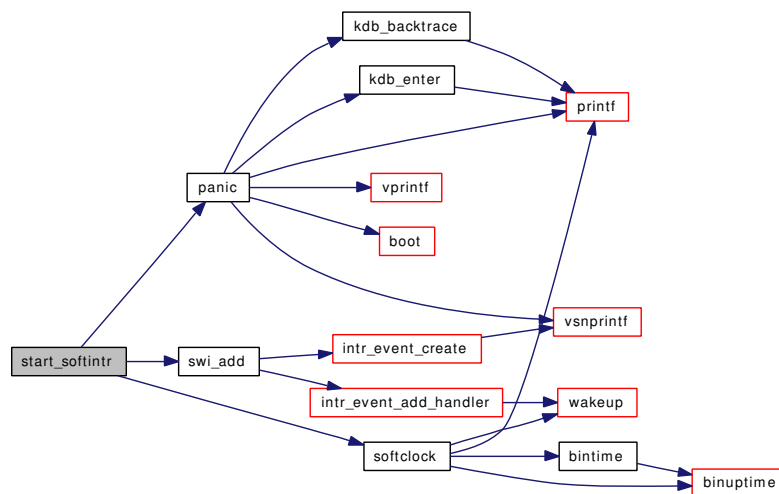 kdb_backtrace
kdb_enter
printf
panic
vprintf
boot
vsnprintf
start_softintr
swi_add
intr_event_create
intr_event_add_handler
wakeup
softclock
bintime
binuptime